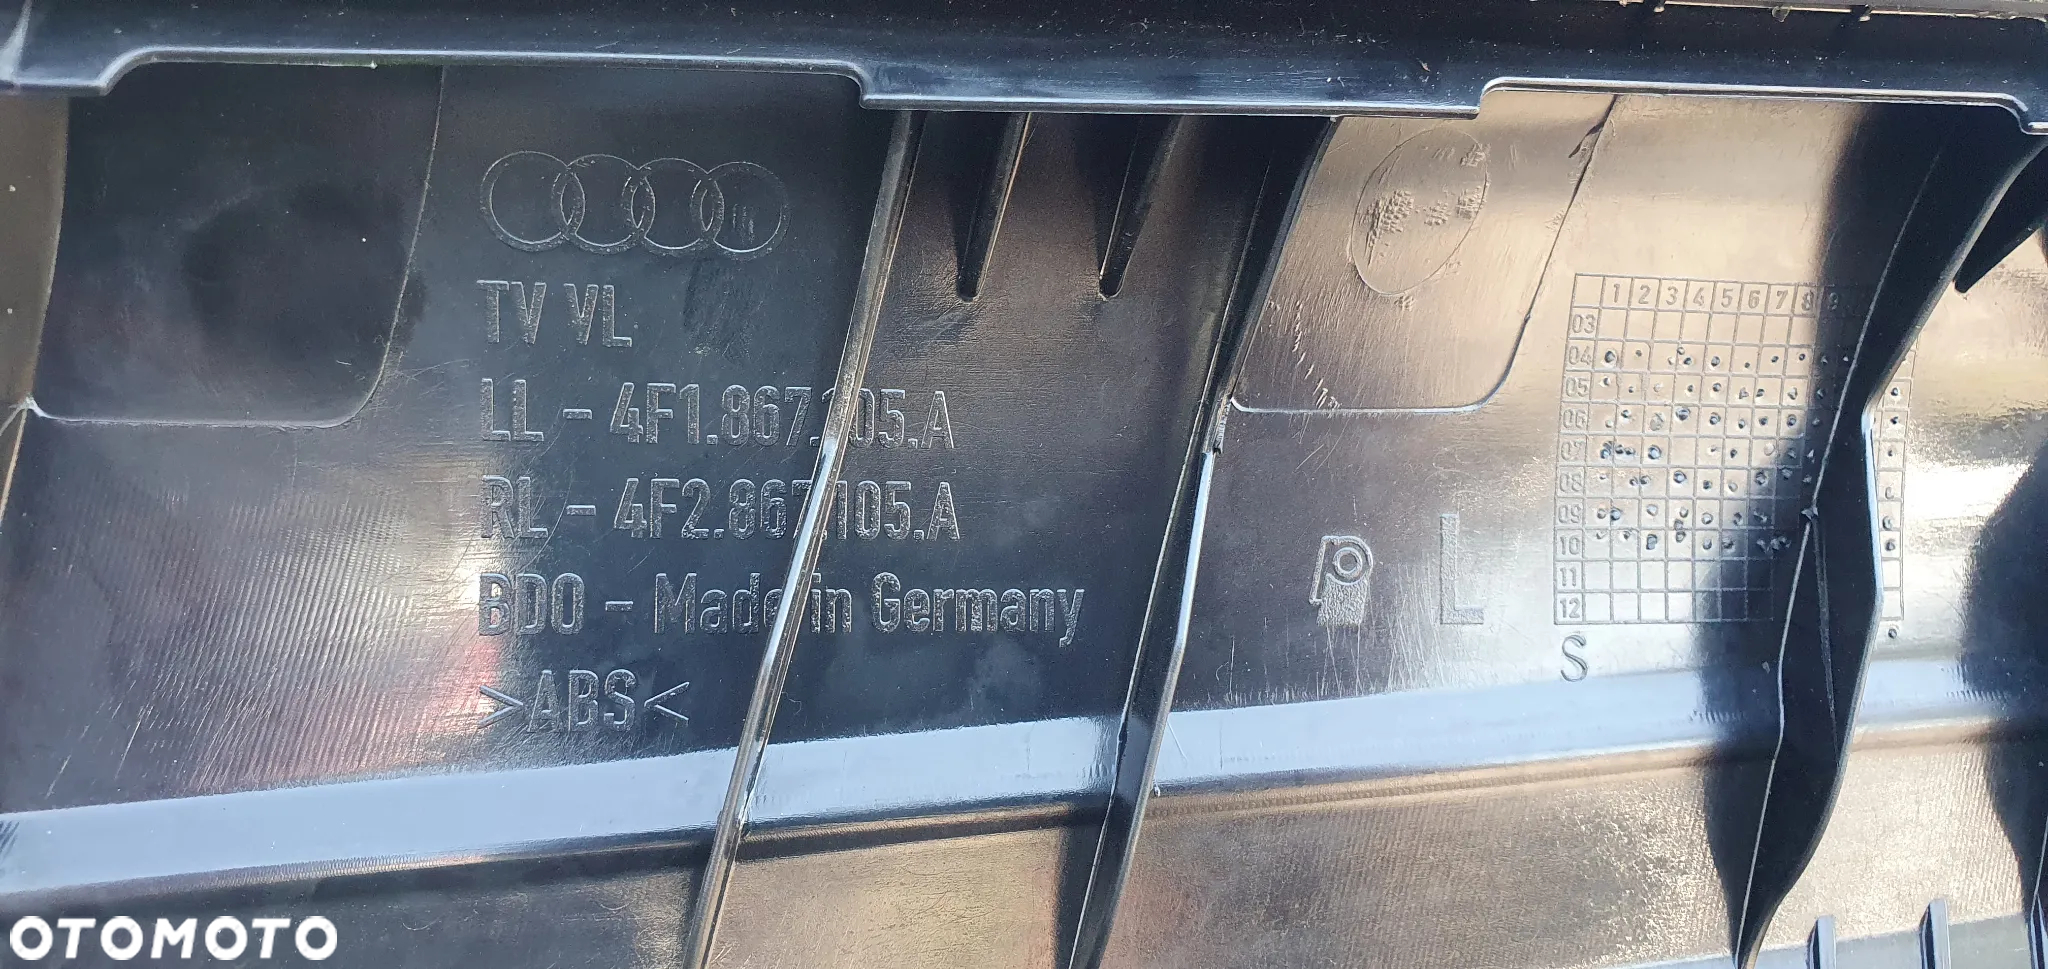 TV VL
LL - 4F1.867.105.A
RL - 4F2.867.105.A
BDO - Made in Germany
>ABS<
L
1 2 3 4 5 6 7 8 9
03
04
05
06
07
08
09
10
11
12
S
OTOMOTO